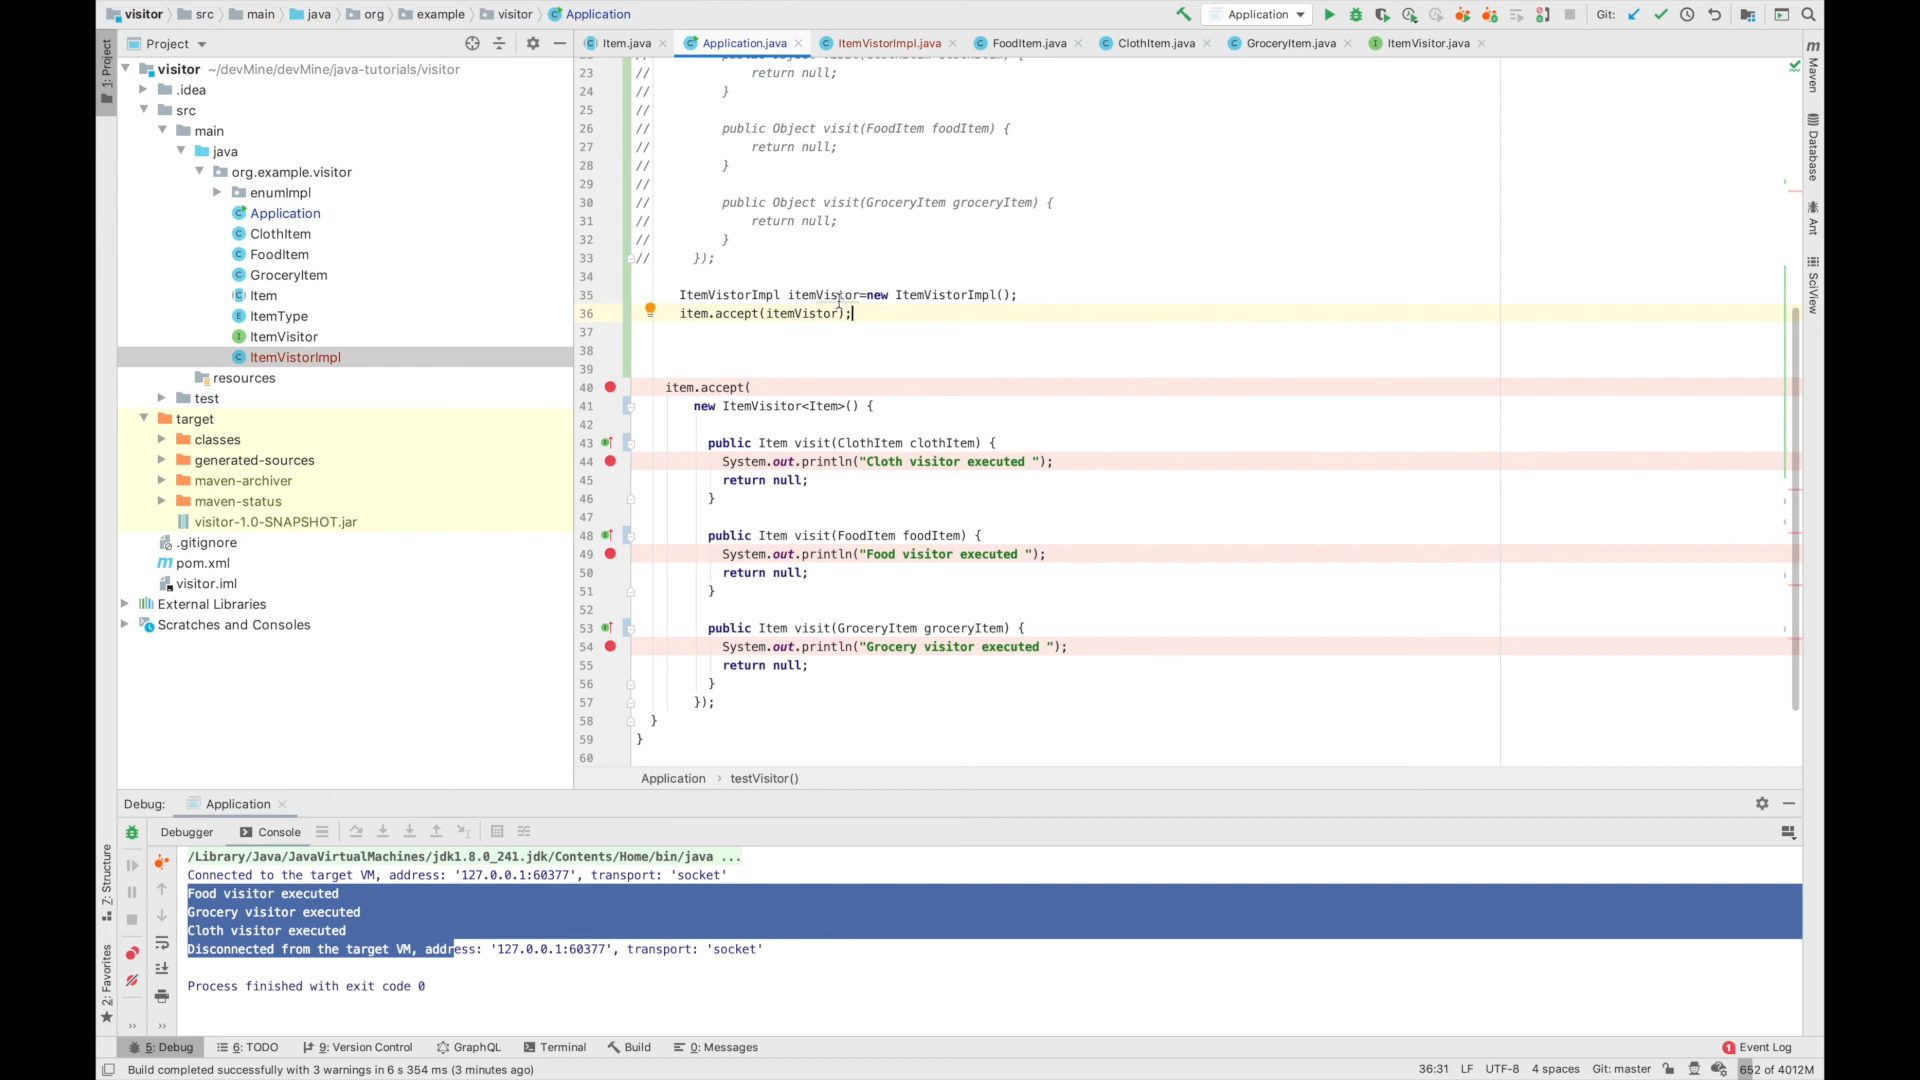 visitor src main java org example visitor Application
Application
Git:
Project
Item.java Application.java ItemVistorImpl.java FoodItem.java ClothItem.java GroceryItem.java ItemVisitor.java
1: Project
Maven
Database
Ant
SciView
visitor ~/devMine/devMine/java-tutorials/visitor
.idea
src
main
java
org.example.visitor
enumImpl
Application
ClothItem
FoodItem
GroceryItem
Item
ItemType
ItemVisitor
ItemVistorImpl
resources
test
target
classes
generated-sources
maven-archiver
maven-status
visitor-1.0-SNAPSHOT.jar
.gitignore
pom.xml
visitor.iml
External Libraries
Scratches and Consoles
23 // return null;
24 // }
25 //
26 // public Object visit(FoodItem foodItem) {
27 // return null;
28 // }
29 //
30 // public Object visit(GroceryItem groceryItem) {
31 // return null;
32 // }
33 // });
34
35 ItemVistorImpl itemVistor=new ItemVistorImpl();
36 item.accept(itemVistor);
37
38
39
40 item.accept(
41 new ItemVisitor<Item>() {
42
43 public Item visit(ClothItem clothItem) {
44 System.out.println("Cloth visitor executed ");
45 return null;
46 }
47
48 public Item visit(FoodItem foodItem) {
49 System.out.println("Food visitor executed ");
50 return null;
51 }
52
53 public Item visit(GroceryItem groceryItem) {
54 System.out.println("Grocery visitor executed ");
55 return null;
56 }
57 });
58 }
59 }
60
Application › testVisitor()
Debug: Application
Debugger Console
/Library/Java/JavaVirtualMachines/jdk1.8.0_241.jdk/Contents/Home/bin/java ...
Connected to the target VM, address: '127.0.0.1:60377', transport: 'socket'
Food visitor executed
Grocery visitor executed
Cloth visitor executed
Disconnected from the target VM, address: '127.0.0.1:60377', transport: 'socket'
Process finished with exit code 0
Z: Structure
2: Favorites
5: Debug 6: TODO 9: Version Control GraphQL Terminal Build 0: Messages
1 Event Log
Build completed successfully with 3 warnings in 6 s 354 ms (3 minutes ago)
36:31 LF UTF-8 4 spaces Git: master 652 of 4012M